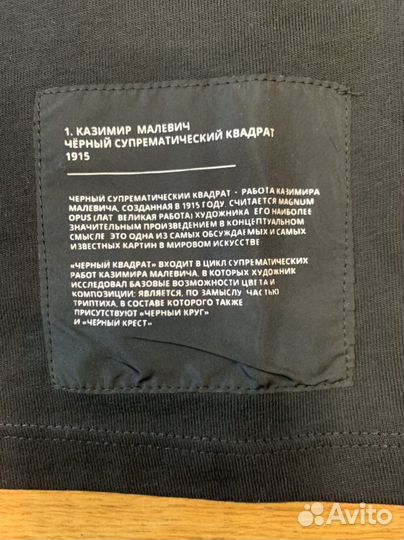 1. КАЗИМИР МАЛЕВИЧ
ЧЁРНЫЙ СУПРЕМАТИЧЕСКИЙ КВАДРАТ
1915
ЧЕРНЫЙ СУПРЕМАТИЧЕСКИИ КВАДРАТ - РАБОТА КАЗИМИРА
МАЛЕВИЧА, СОЗДАННАЯ В 1915 ГОДУ. СЧИТАЕТСЯ MAGNUM
OPUS (ЛАТ ВЕЛИКАЯ РАБОТА) ХУДОЖНИКА ЕГО НАИБОЛЕЕ
ЗНАЧИТЕЛЬНЫМ ПРОИЗВЕДЕНИЕМ В КОНЦЕПТУАЛЬНОМ
СМЫСЛЕ ЭТО ОДНА ИЗ САМЫХ ОБСУЖДАЕМЫХ И САМЫХ
ИЗВЕСТНЫХ КАРТИН В МИРОВОМ ИСКУССТВЕ
«ЧЕРНЫЙ КВАДРАТ» ВХОДИТ В ЦИКЛ СУПРЕМАТИЧЕСКИХ
РАБОТ КАЗИМИРА МАЛЕВИЧА, В КОТОРЫХ ХУДОЖНИК
ИССЛЕДОВАЛ БАЗОВЫЕ ВОЗМОЖНОСТИ ЦВЕТА И
КОМПОЗИЦИИ: ЯВЛЯЕТСЯ, ПО ЗАМЫСЛУ, ЧАСТЬЮ
ТРИПТИХА, В СОСТАВЕ КОТОРОГО ТАКЖЕ
ПРИСУТСТВУЮТ «ЧЕРНЫЙ КРУГ»
И «ЧЕРНЫЙ КРЕСТ»
Avito